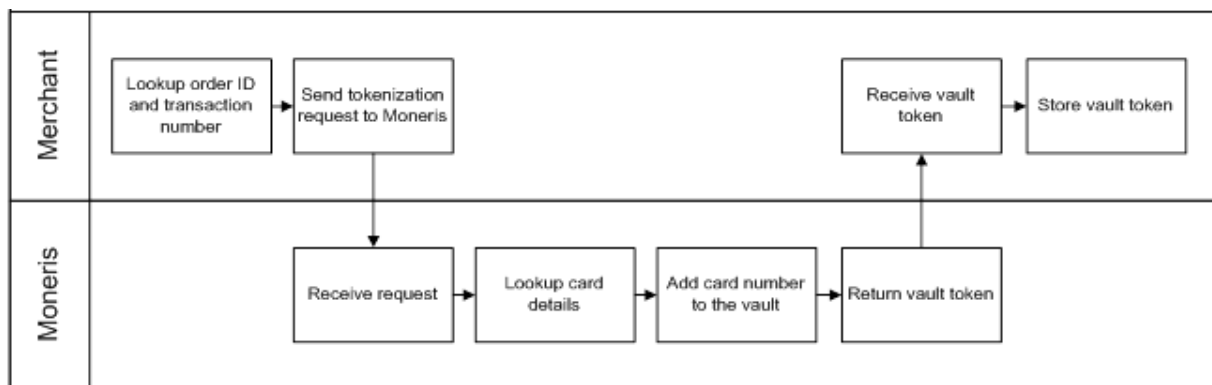 Merchant
Lookup order ID
and transaction
number
Send tokenization
request to Moneris
Receive vault
token
Store vault token
Moneris
Receive request
Lookup card
details
Add card number
to the vault
Return vault token